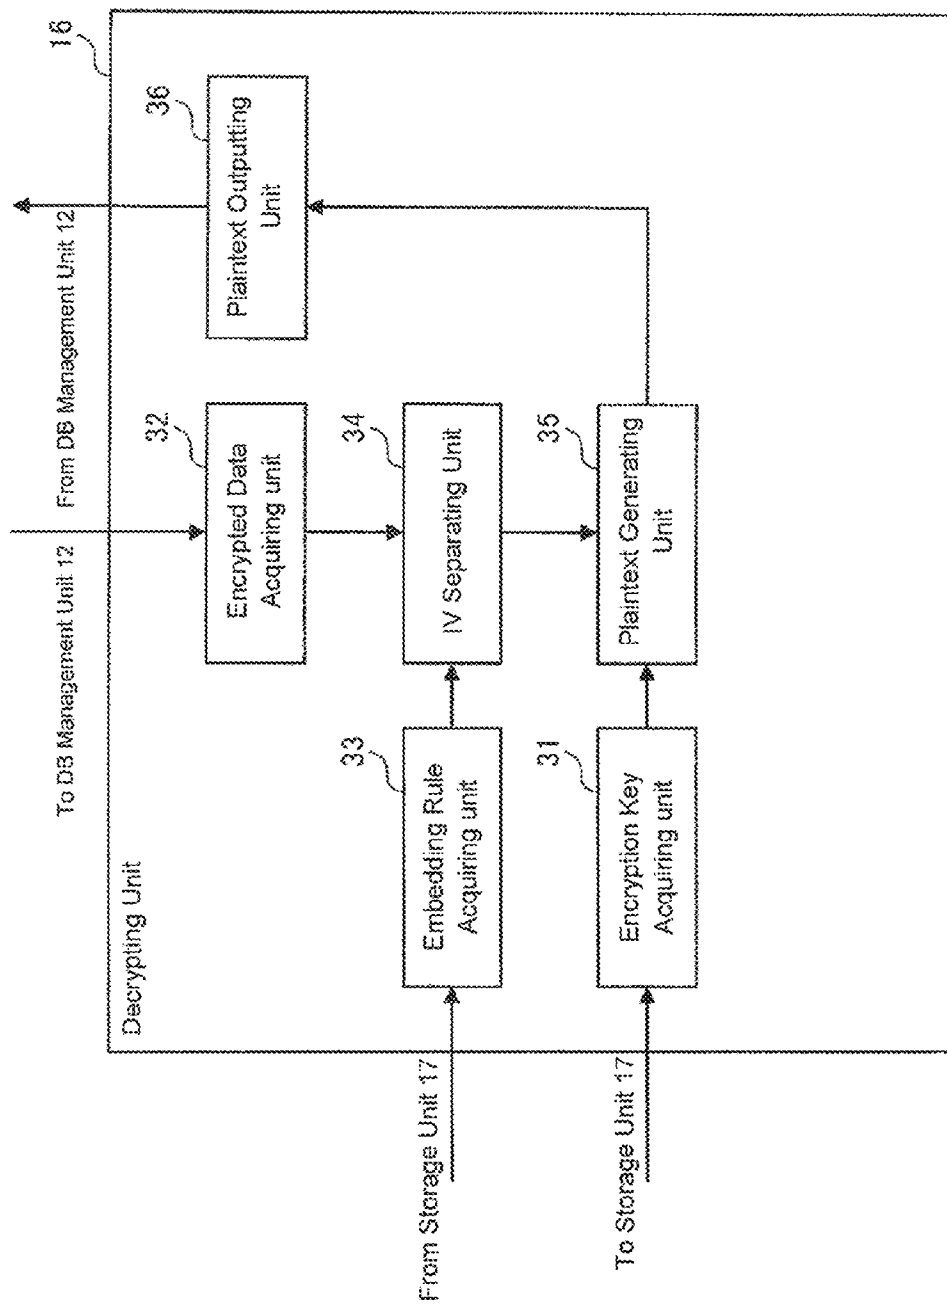 Decrypting Unit
16
To DB Management Unit 12
From DB Management Unit 12
From Storage Unit 17
To Storage Unit 17
33
Embedding Rule
Acquiring unit
31
Encryption Key
Acquiring unit
32
Encrypted Data
Acquiring unit
34
IV Separating Unit
35
Plaintext Generating
Unit
36
Plaintext Outputting
Unit